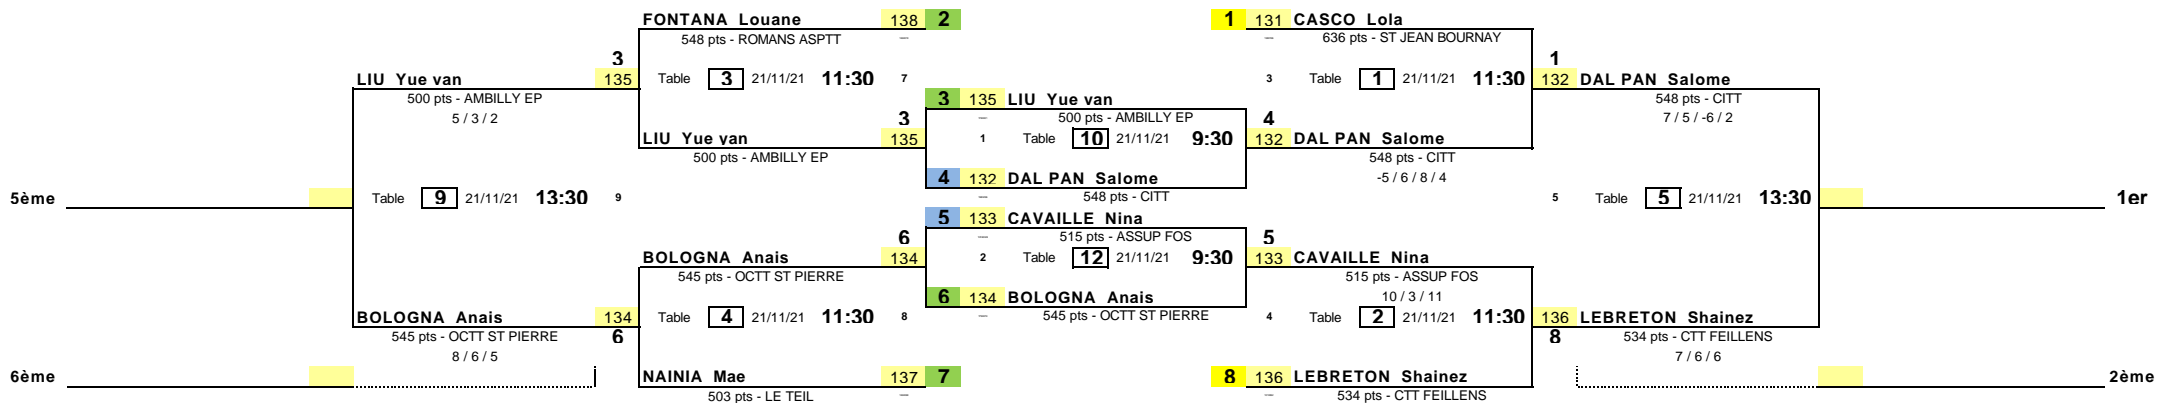 FONTANA Louane 138 2
548 pts - ROMANS ASPTT
1 131 CASCO Lola
636 pts - ST JEAN BOURNAY
3
LIU Yue van 135
500 pts - AMBILLY EP
5 / 3 / 2
Table 3 21/11/21 11:30 7
3 Table 1 21/11/21 11:30
1
132 DAL PAN Salome
548 pts - CITT
7 / 5 / -6 / 2
3 135 LIU Yue van
500 pts - AMBILLY EP
3
LIU Yue van 135
500 pts - AMBILLY EP
1 Table 10 21/11/21 9:30
4
132 DAL PAN Salome
548 pts - CITT
-5 / 6 / 8 / 4
4 132 DAL PAN Salome
548 pts - CITT
5ème
Table 9 21/11/21 13:30 9
5 Table 5 21/11/21 13:30
1er
5 133 CAVAILLE Nina
515 pts - ASSUP FOS
6
BOLOGNA Anais 134
545 pts - OCTT ST PIERRE
2 Table 12 21/11/21 9:30
5
133 CAVAILLE Nina
515 pts - ASSUP FOS
10 / 3 / 11
6 134 BOLOGNA Anais
545 pts - OCTT ST PIERRE
BOLOGNA Anais 134
545 pts - OCTT ST PIERRE 6
8 / 6 / 5
Table 4 21/11/21 11:30 8
4 Table 2 21/11/21 11:30
136 LEBRETON Shainez
8 534 pts - CTT FEILLENS
7 / 6 / 6
6ème
NAINIA Mae 137 7
503 pts - LE TEIL
8 136 LEBRETON Shainez
534 pts - CTT FEILLENS
2ème